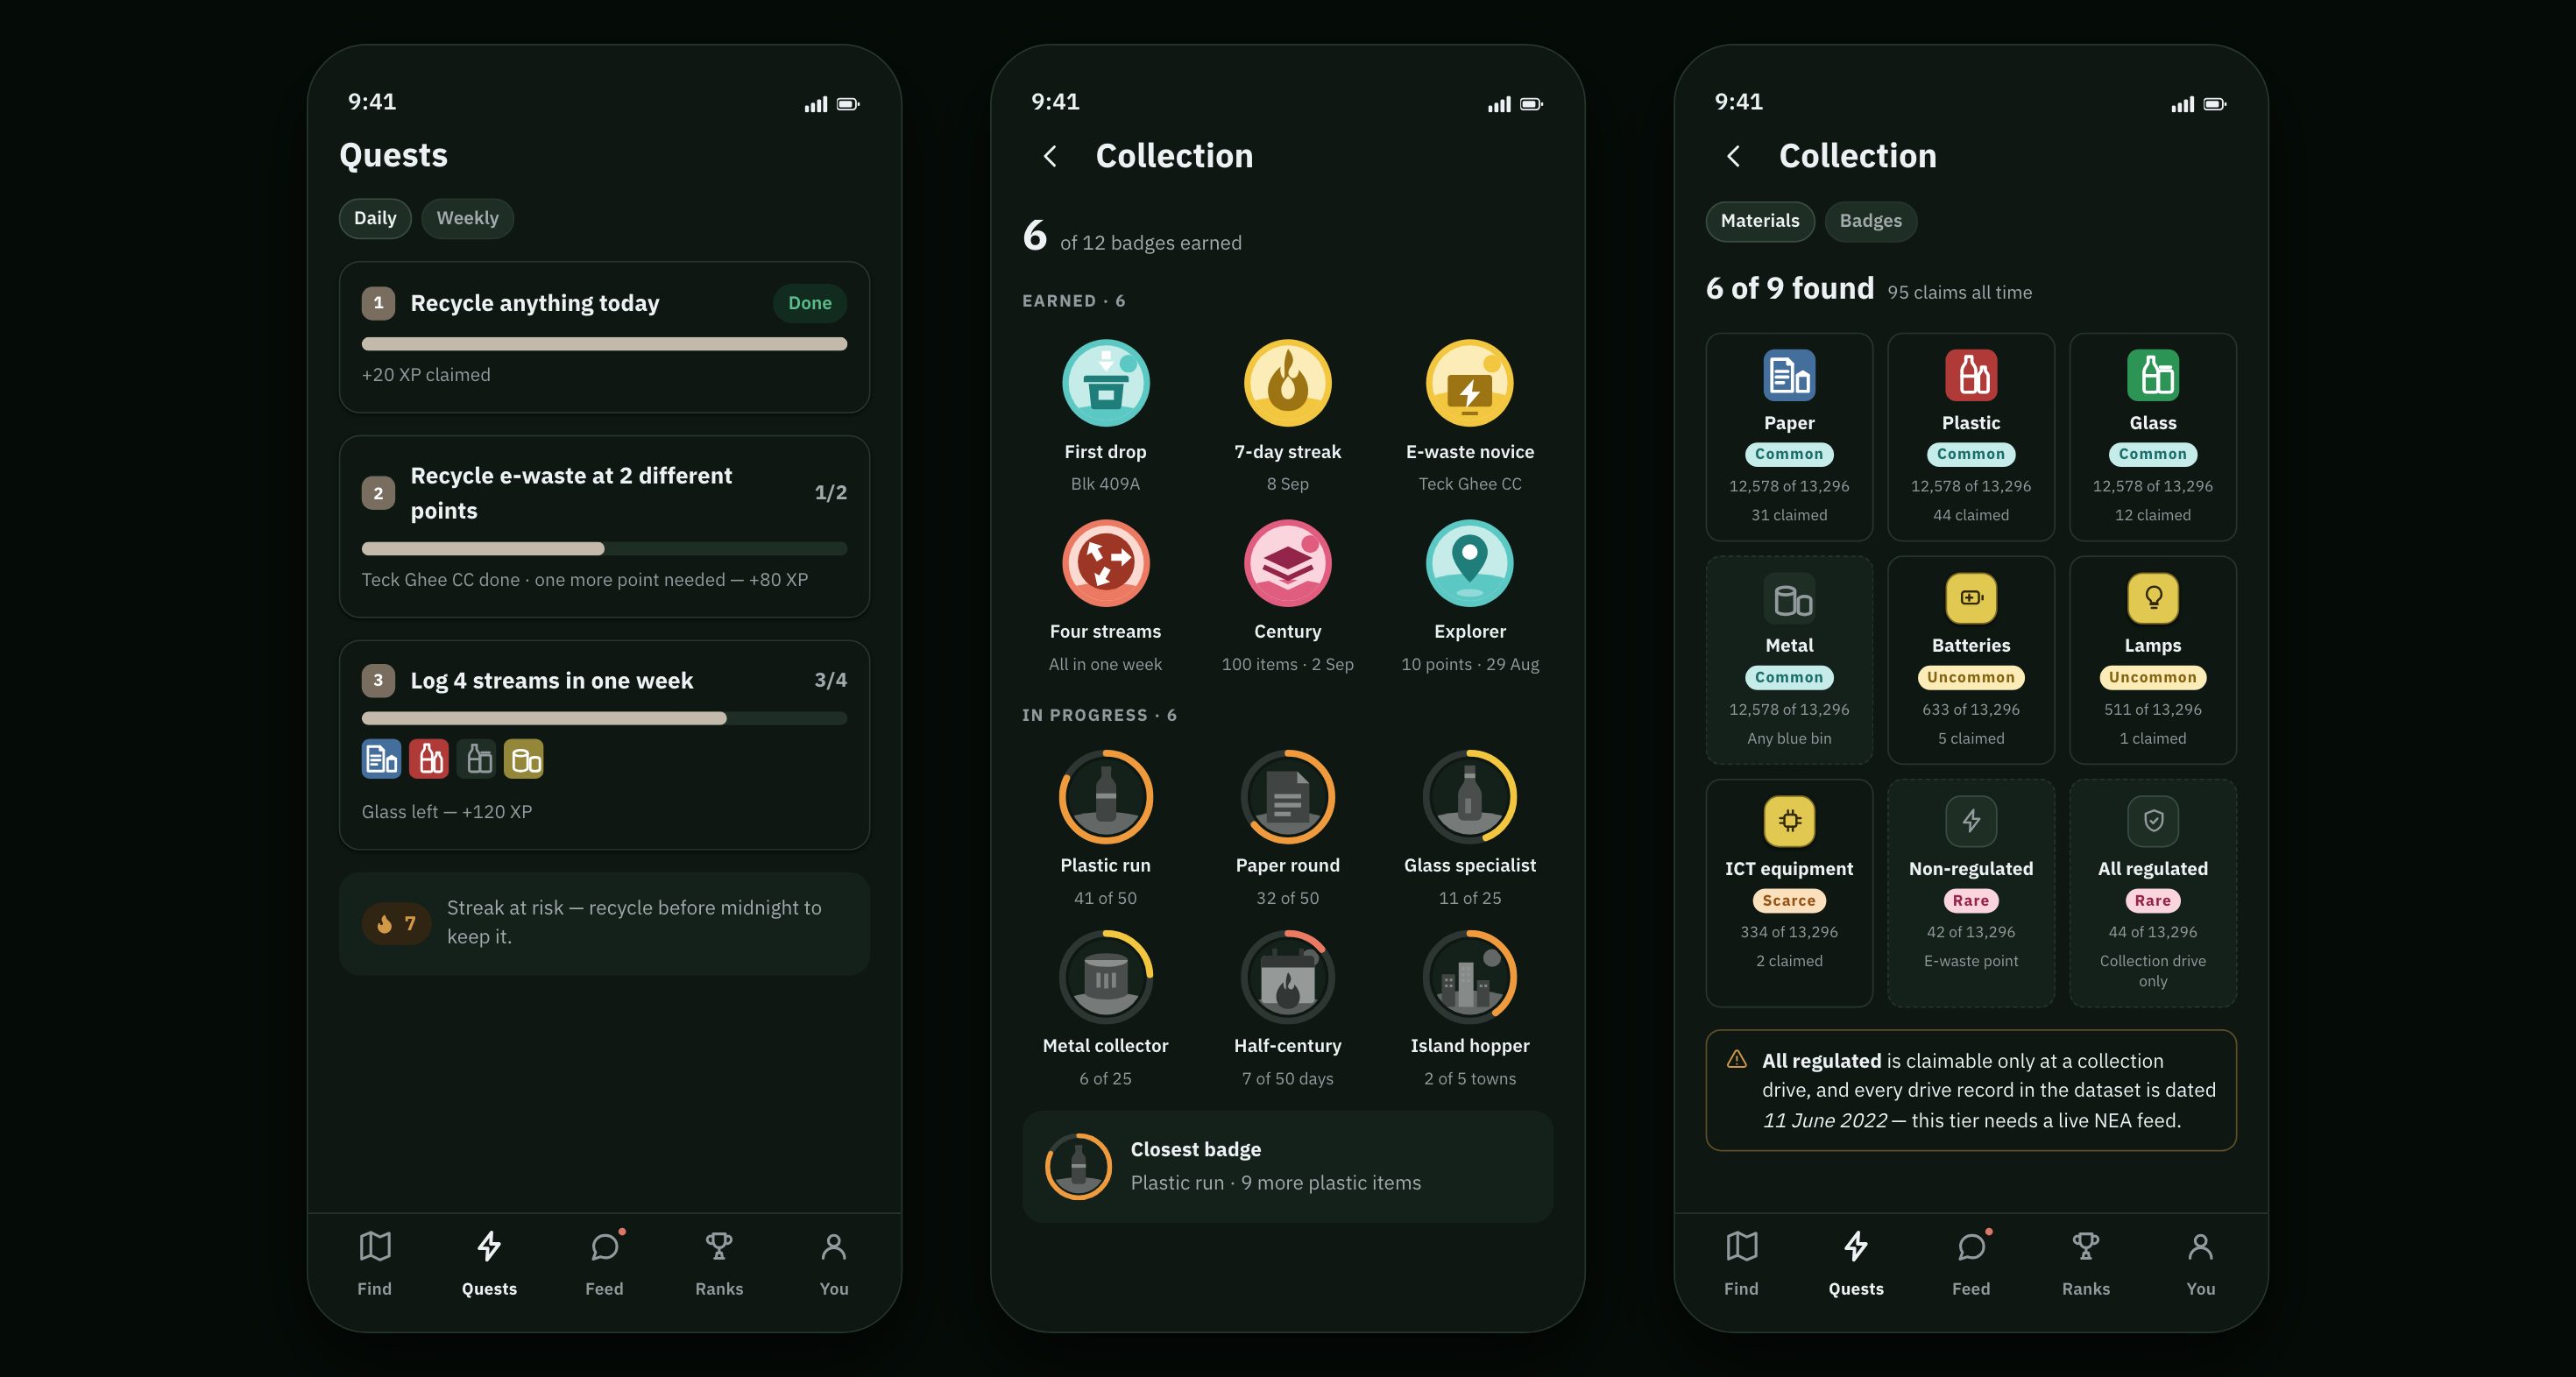 9:41
Quests
Daily
Weekly
1
Recycle anything today
Done
+20 XP claimed
2
Recycle e-waste at 2 different
points
1/2
Teck Ghee CC done · one more point needed — +80 XP
3
Log 4 streams in one week
3/4
Glass left — +120 XP
7
Streak at risk — recycle before midnight to
keep it.
Find
Quests
Feed
Ranks
You
9:41
Collection
6 of 12 badges earned
EARNED · 6
First drop
Blk 409A
7-day streak
8 Sep
E-waste novice
Teck Ghee CC
Four streams
All in one week
Century
100 items · 2 Sep
Explorer
10 points · 29 Aug
IN PROGRESS · 6
Plastic run
41 of 50
Paper round
32 of 50
Glass specialist
11 of 25
Metal collector
6 of 25
Half-century
7 of 50 days
Island hopper
2 of 5 towns
Closest badge
Plastic run · 9 more plastic items
9:41
Collection
Materials
Badges
6 of 9 found 95 claims all time
Paper
Common
12,578 of 13,296
31 claimed
Plastic
Common
12,578 of 13,296
44 claimed
Glass
Common
12,578 of 13,296
12 claimed
Metal
Common
12,578 of 13,296
Any blue bin
Batteries
Uncommon
633 of 13,296
5 claimed
Lamps
Uncommon
511 of 13,296
1 claimed
ICT equipment
Scarce
334 of 13,296
2 claimed
Non-regulated
Rare
42 of 13,296
E-waste point
All regulated
Rare
44 of 13,296
Collection drive
only
All regulated is claimable only at a collection
drive, and every drive record in the dataset is dated
11 June 2022 — this tier needs a live NEA feed.
Find
Quests
Feed
Ranks
You